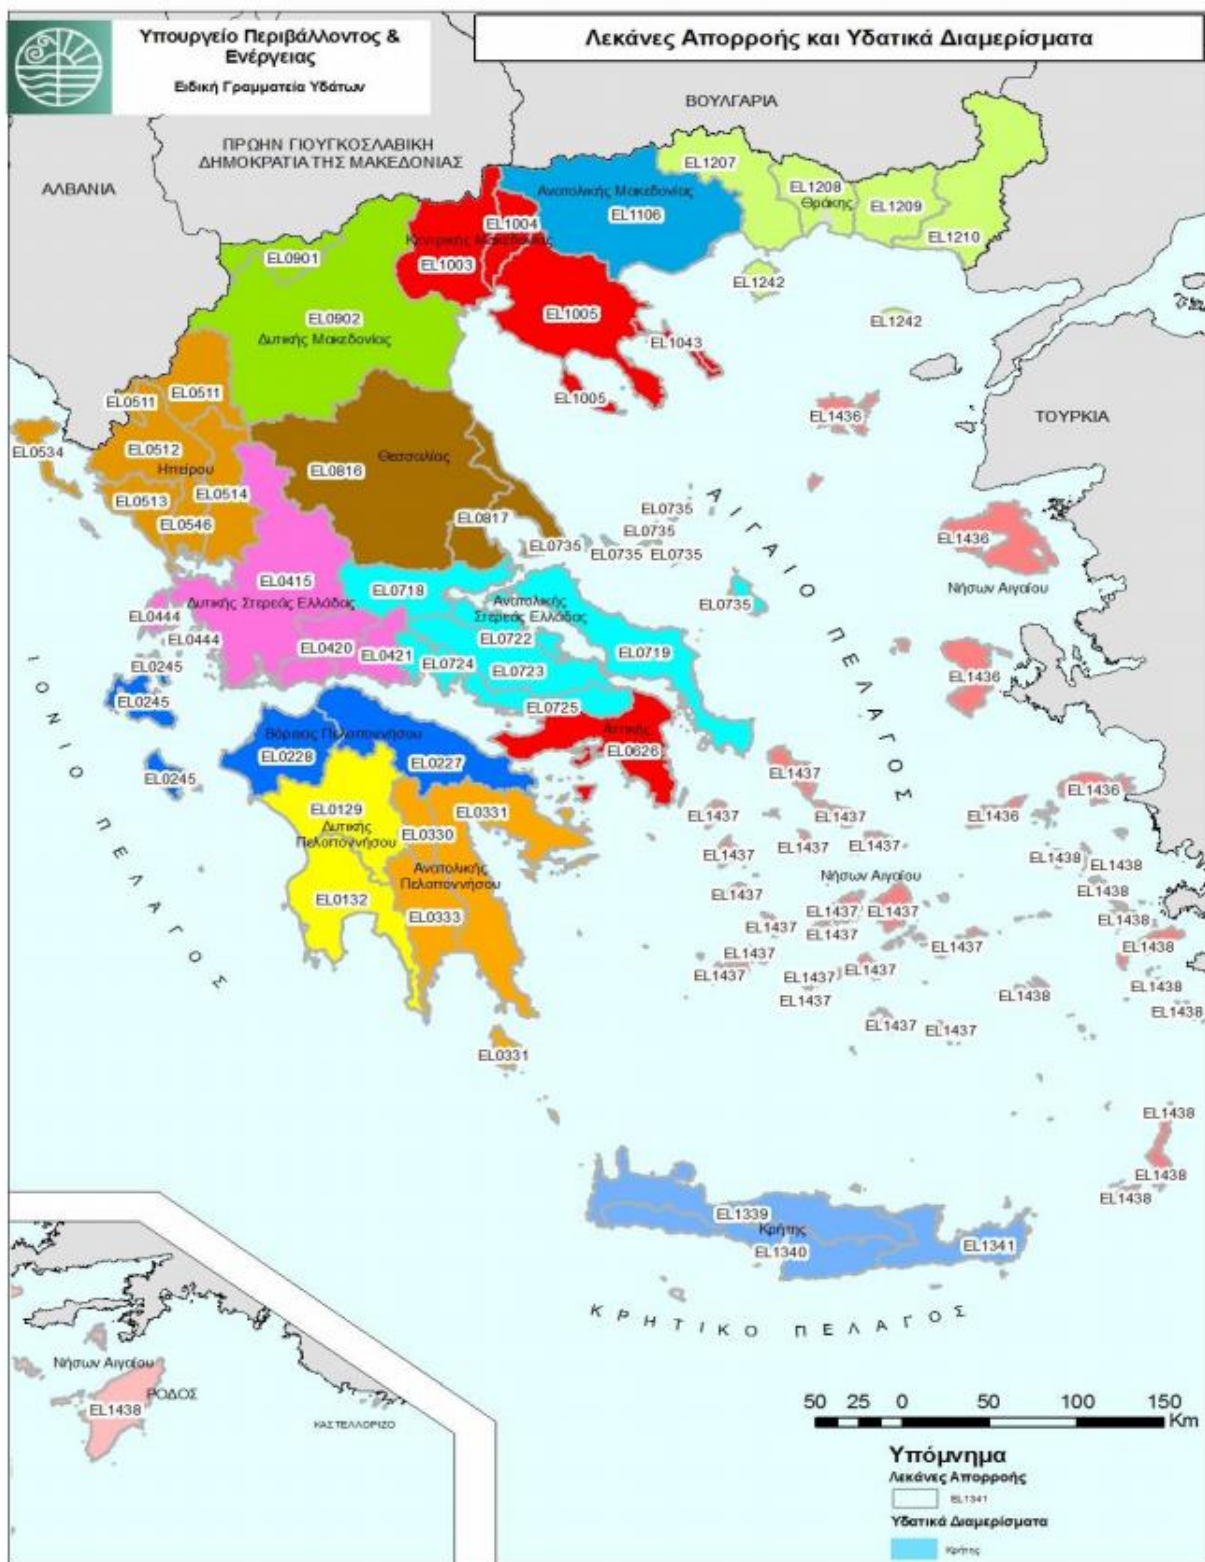 Υπουργείο Περιβάλλοντος &
Ενέργειας
Ειδική Γραμματεία Υδάτων
Λεκάνες Απορροής και Υδατικά Διαμερίσματα
ΒΟΥΛΓΑΡΙΑ
ΠΡΩΗΝ ΓΙΟΥΓΚΟΣΛΑΒΙΚΗ
ΔΗΜΟΚΡΑΤΙΑ ΤΗΣ ΜΑΚΕΔΟΝΙΑΣ
ΑΛΒΑΝΙΑ
EL1207
Ανατολικής Μακεδονίας
EL1106
EL1208
Θράκης
EL1209
EL1210
EL1004
Κεντρικής Μακεδονίας
EL1003
EL0901
EL1242
EL0902
Δυτικής Μακεδονίας
EL1005
EL1242
EL1043
EL0511
EL0511
EL1005
EL1436
ΤΟΥΡΚΙΑ
EL0534
EL0512
Ηπείρου
EL0816
Θεσσαλίας
EL0513
EL0514
EL0546
EL0817
EL0735
EL0735
EL0735
EL0735
EL0735
ΑΙΓΑΙΟ ΠΕΛΑΓΟΣ
EL1436
Νήσων Αιγαίου
EL0415
EL0718
Δυτικής Στερεάς Ελλάδας
Ανατολικής
Στερεάς Ελλάδας
EL0735
EL0444
EL0444
EL0420
EL0421
EL0722
EL0724
EL0723
EL0719
EL0245
EL0245
EL0725
EL1436
ΙΟΝΙΟ ΠΕΛΑΓΟΣ
Βόρειας Πελοποννήσου
EL0228
EL0227
Αττικής
EL0626
EL0245
EL1437
EL1436
EL0129
Δυτικής
Πελοποννήσου
EL0330
EL0331
EL1437
EL1437
EL1436
EL1437
EL1437
EL1437
EL1438
EL1438
Ανατολικής
Πελοποννήσου
Νήσων Αιγαίου
EL0132
EL0333
EL1437
EL1438
EL1437
EL1437
EL1438
EL1437
EL1437
EL1437
EL1438
EL1437
EL1437
EL1437
EL1437
EL1438
EL1437
EL1438
EL1438
EL1437
EL1437
EL0331
EL1438
EL1438
EL1438
EL1339
Κρήτης
EL1340
EL1341
ΚΡΗΤΙΚΟ ΠΕΛΑΓΟΣ
Νήσων Αιγαίου
ΡΟΔΟΣ
EL1438
ΚΑΣΤΕΛΛΟΡΙΖΟ
50 25 0 50 100 150
Km
Υπόμνημα
Λεκάνες Απορροής
EL1341
Υδατικά Διαμερίσματα
Κρήτης